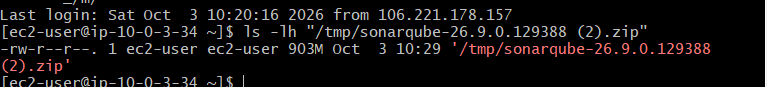 Last login: Sat Oct  3 10:20:16 2026 from 106.221.178.157
[ec2-user@ip-10-0-3-34 ~]$ ls -lh "/tmp/sonarqube-26.9.0.129388 (2).zip"
-rw-r--r--. 1 ec2-user ec2-user 903M Oct  3 10:29 '/tmp/sonarqube-26.9.0.129388
(2).zip'
[ec2-user@ip-10-0-3-34 ~]$